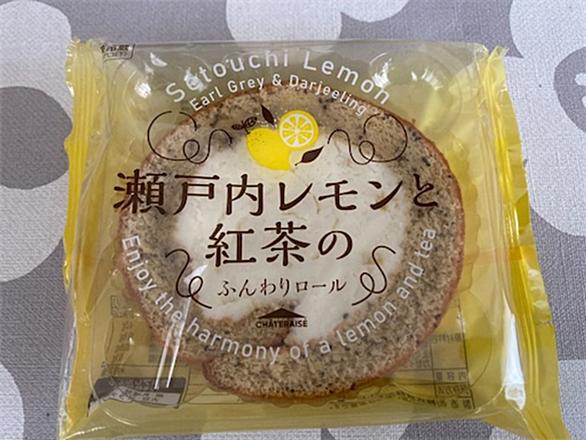 Setouchi Lemon
Earl Grey & Darjeeling
瀬戸内レモンと
紅茶の
ふんわりロール
CHATERAISÉ
Enjoy the harmony of a lemon and tea